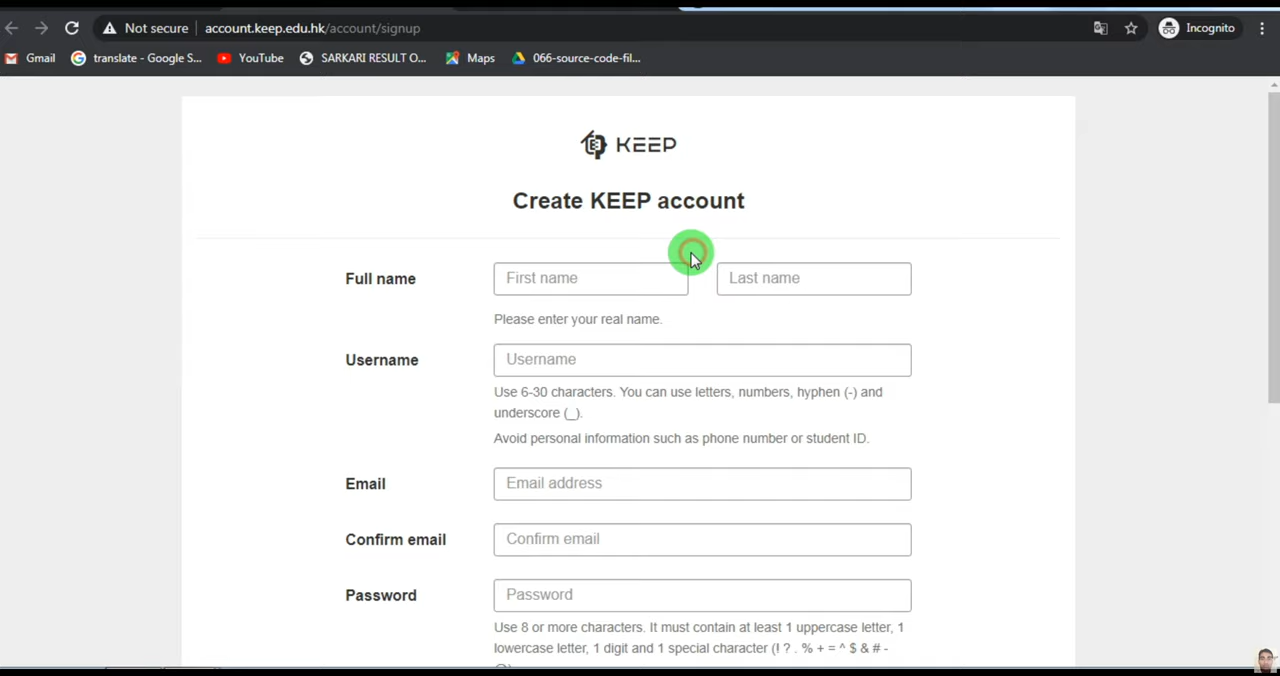 Not secure account.keep.edu.hk/account/signup Incognito
Gmail translate - Google S... YouTube SARKARI RESULT O... Maps 066-source-code-fil...
KEEP
Create KEEP account
Full name First name Last name
Please enter your real name.
Username Username
Use 6-30 characters. You can use letters, numbers, hyphen (-) and
underscore (_).
Avoid personal information such as phone number or student ID.
Email Email address
Confirm email Confirm email
Password Password
Use 8 or more characters. It must contain at least 1 uppercase letter, 1
lowercase letter, 1 digit and 1 special character (! ? . % + = ^ $ & # -